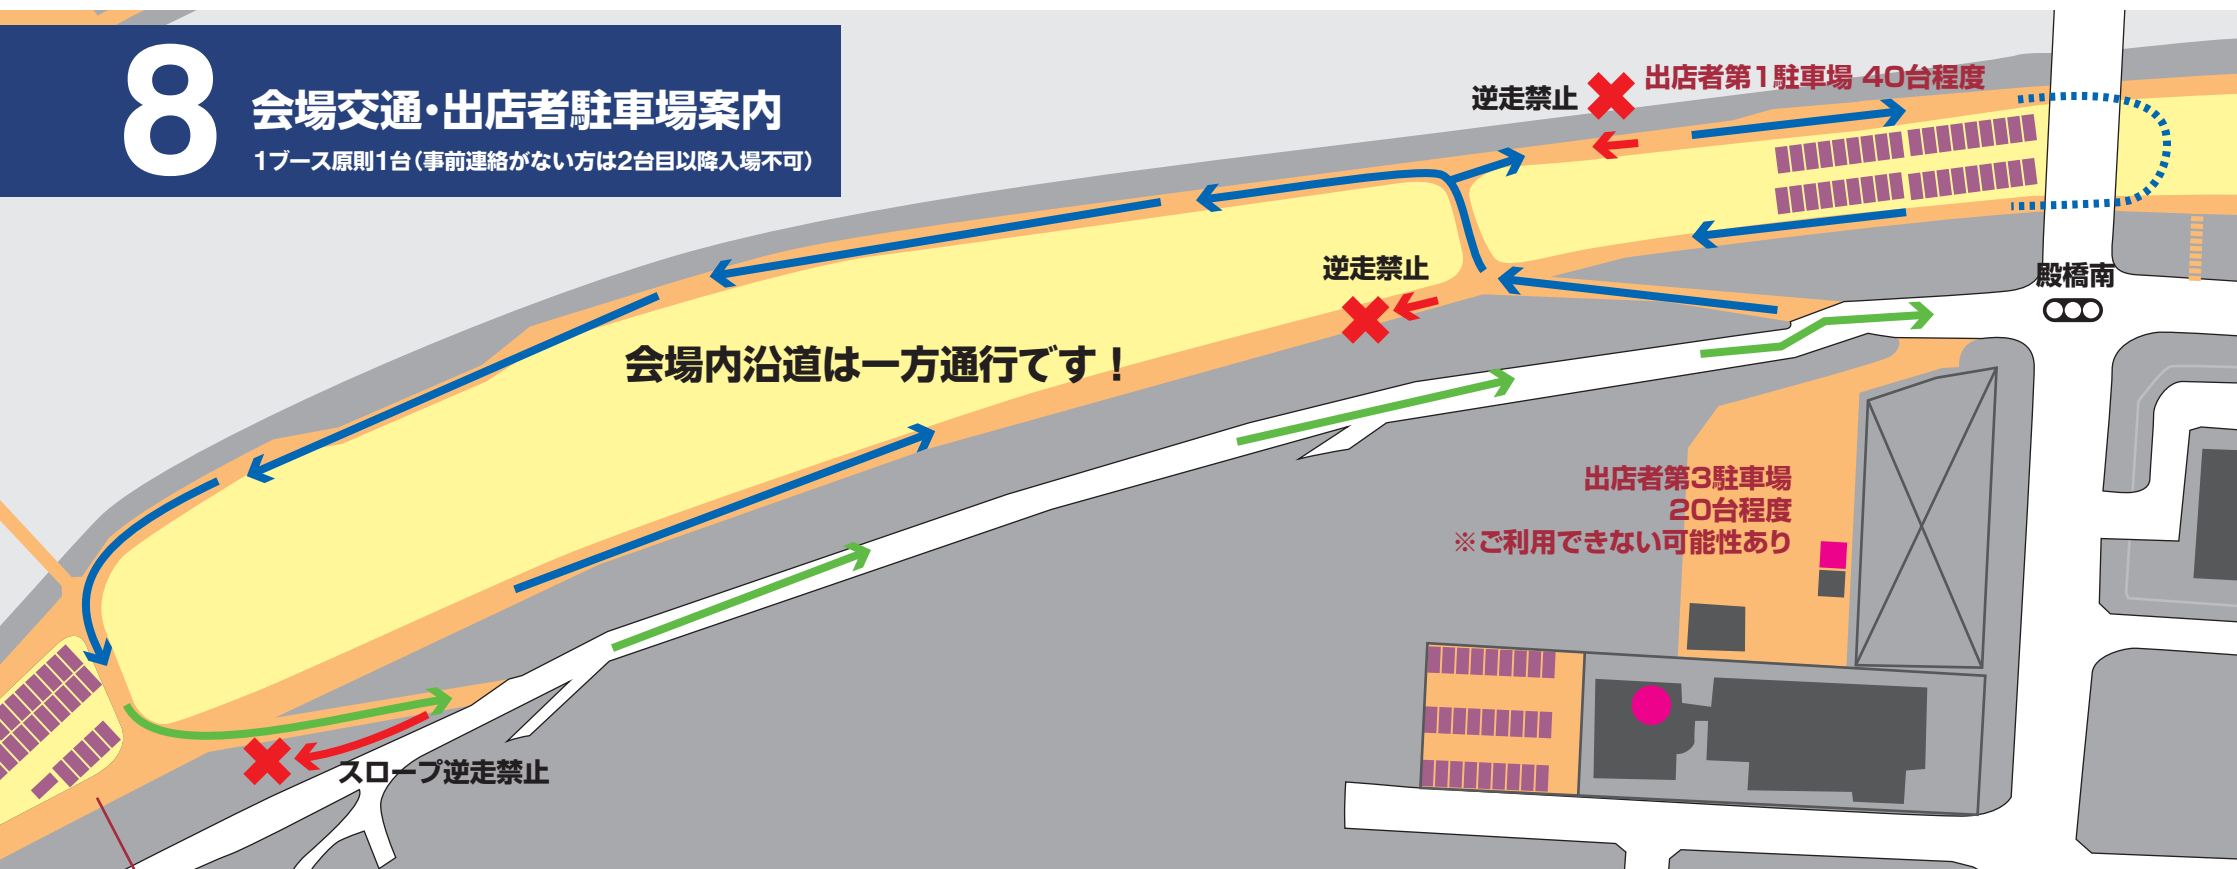 8
会場交通・出店者駐車場案内
1ブース原則1台（事前連絡がない方は2台目以降入場不可）
逆走禁止
出店者第1駐車場 40台程度
逆走禁止
殿橋南
会場内沿道は一方通行です！
出店者第3駐車場
20台程度
※ご利用できない可能性あり
スロープ逆走禁止